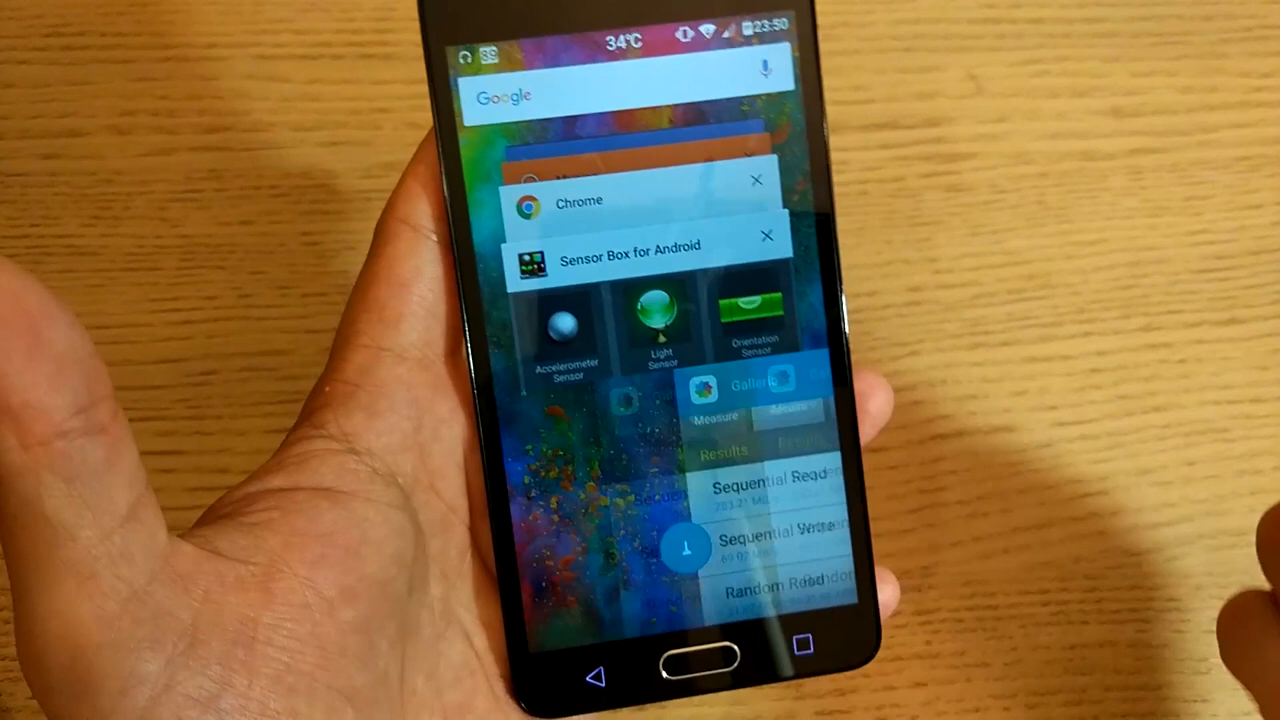 89 34°C 23:50
Google
Chrome
Sensor Box for Android
Accelerometer
Sensor
Light
Sensor
Orientation
Sensor
Measure
Results
Sequential Read
Sequential Write
Random Read